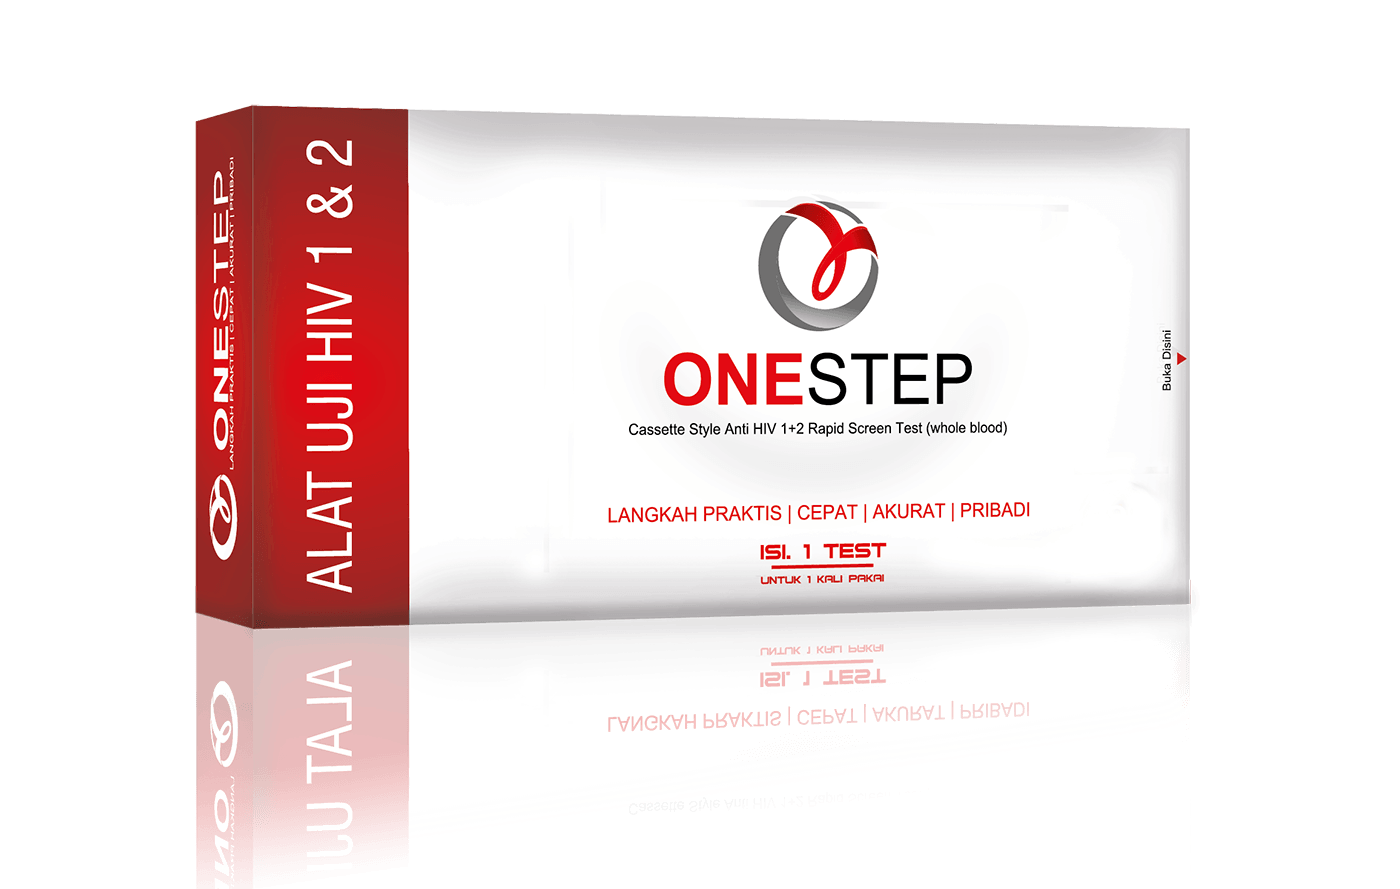 ONESTEP
LANGKAH PRAKTIS | CEPAT | AKURAT | PRIBADI
ALAT UJI HIV 1 & 2
ONESTEP
Cassette Style Anti HIV 1+2 Rapid Screen Test (whole blood)
LANGKAH PRAKTIS | CEPAT | AKURAT | PRIBADI
ISI. 1 TEST
UNTUK 1 KALI PAKAI
Buka Disini